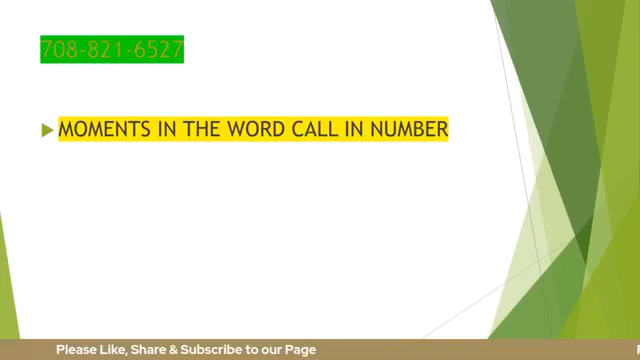 708-821-6527
MOMENTS IN THE WORD CALL IN NUMBER
Please Like, Share & Subscribe to our Page